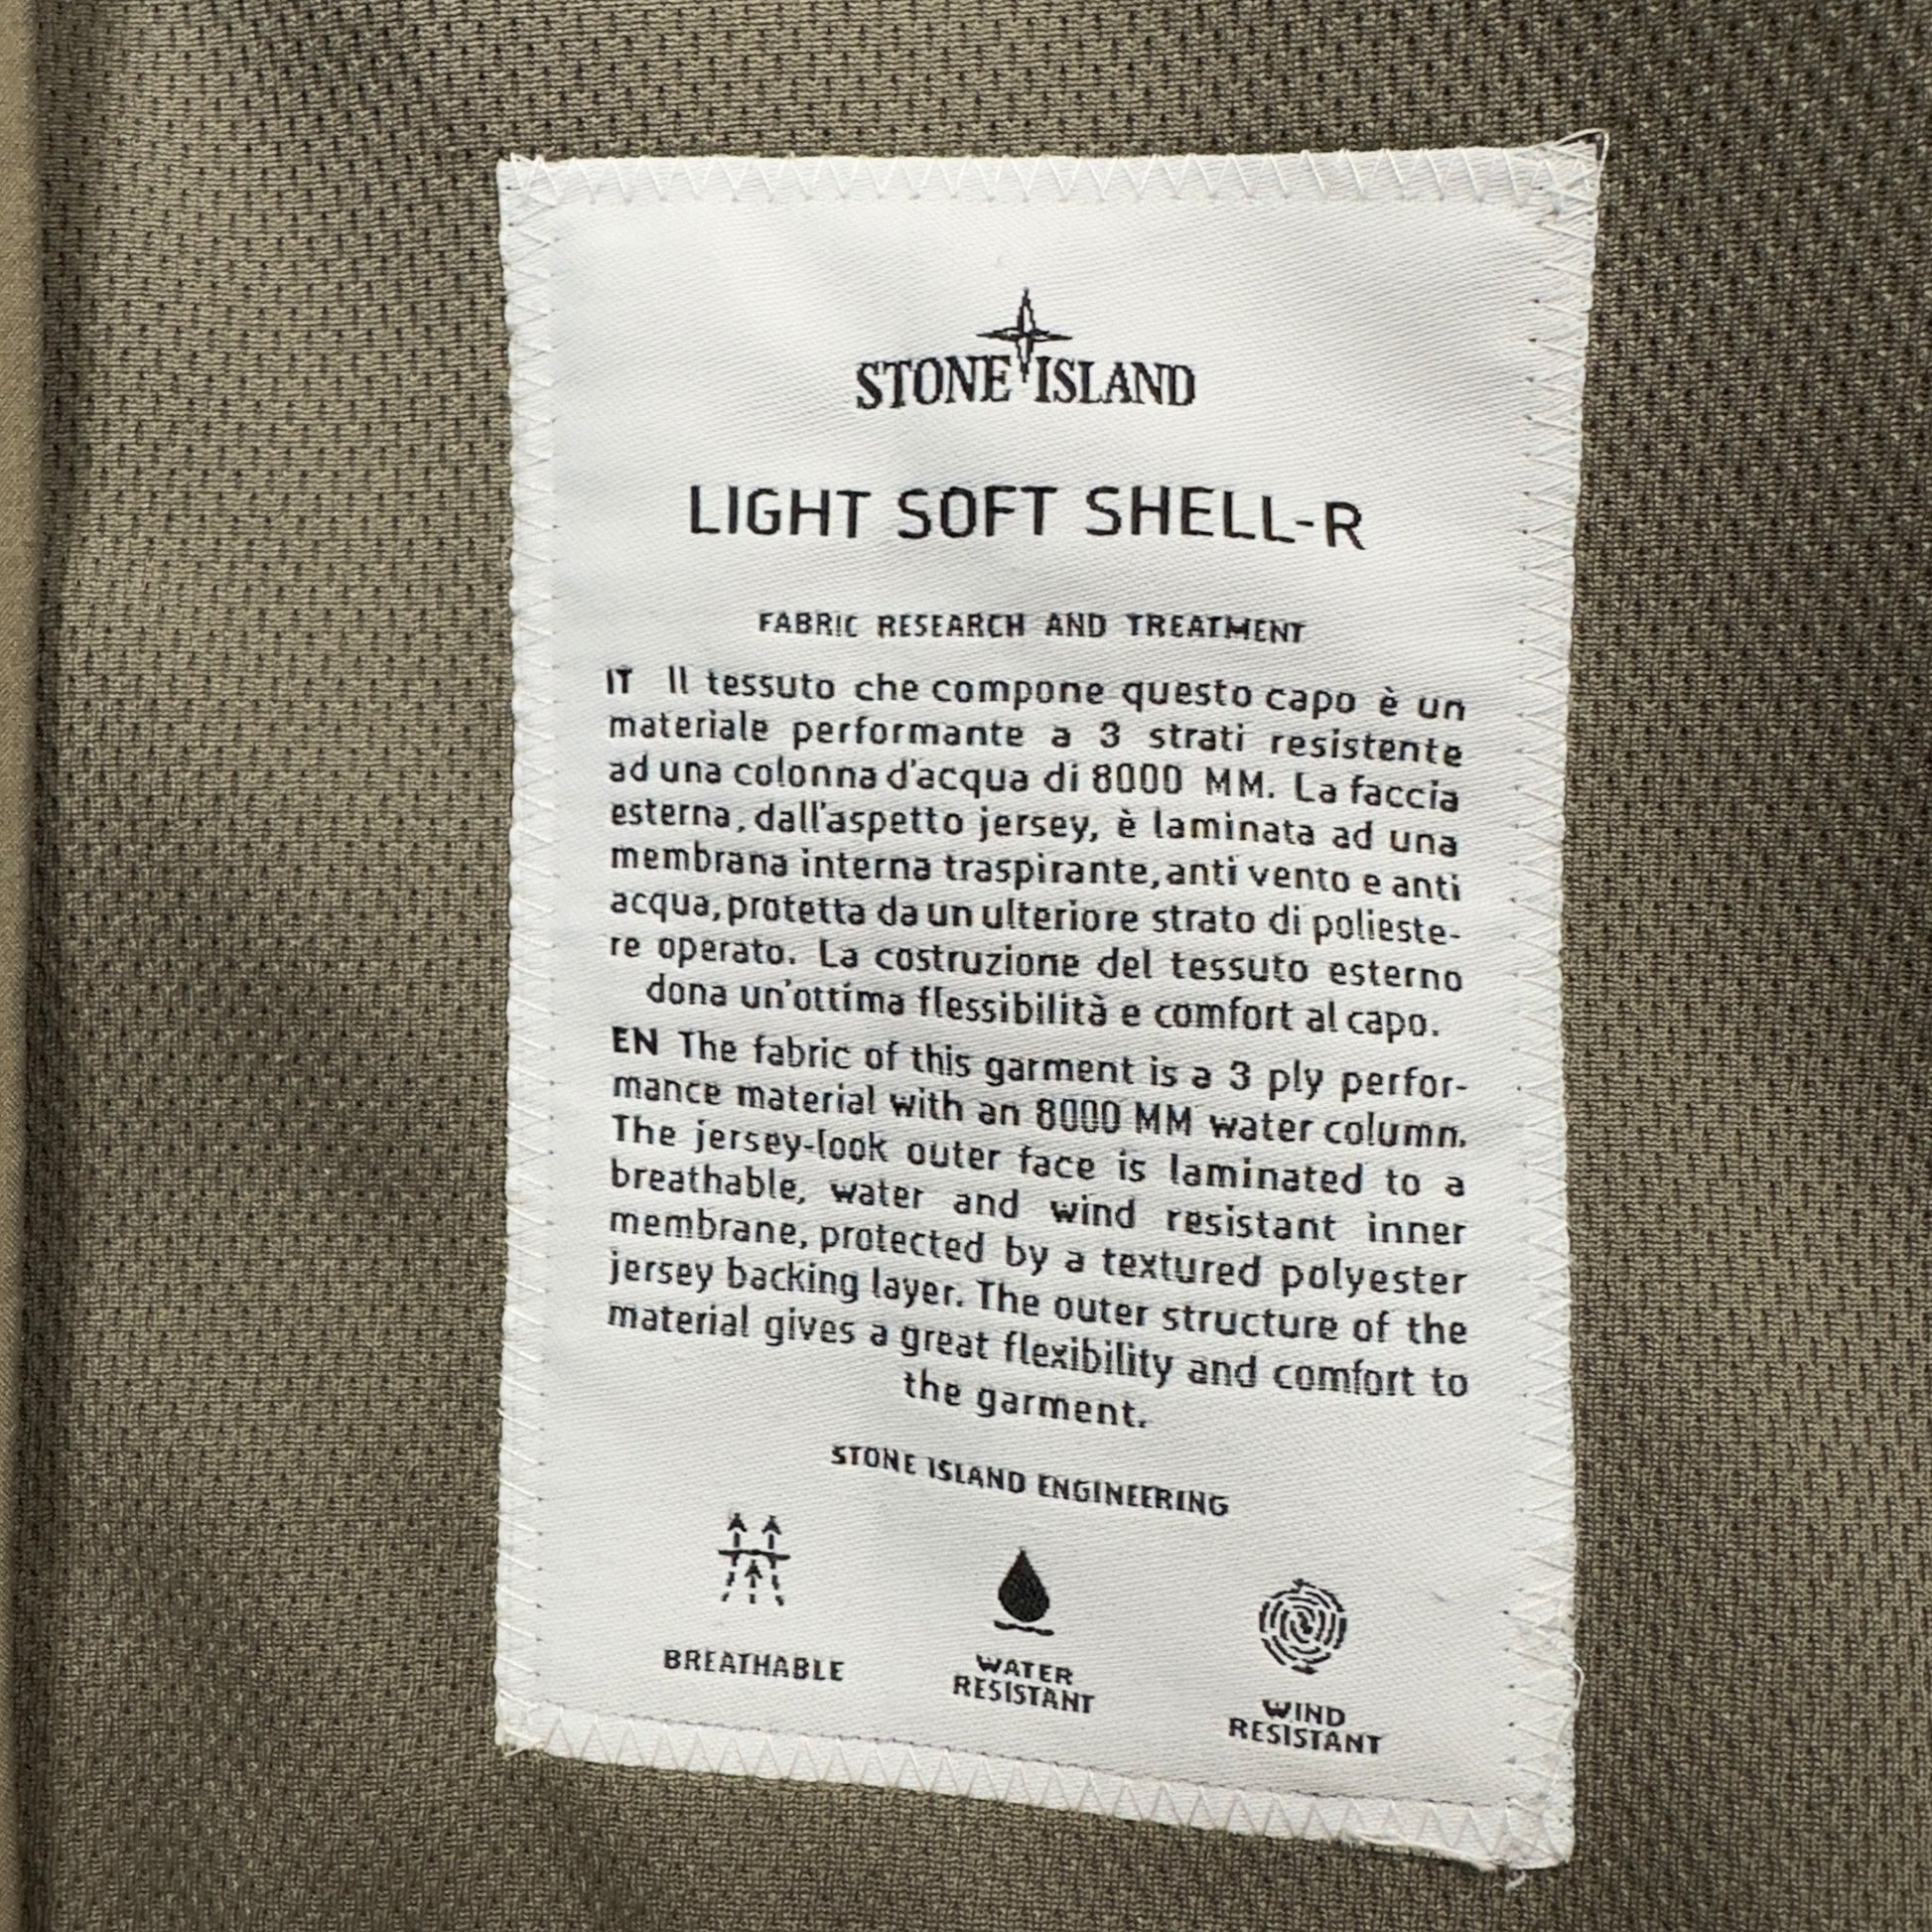 STONE ISLAND
LIGHT SOFT SHELL-R
FABRIC RESEARCH AND TREATMENT
IT Il tessuto che compone questo capo è un
materiale performante a 3 strati resistente
ad una colonna d'acqua di 8000 MM. La faccia
esterna, dall'aspetto jersey, è laminata ad una
membrana interna traspirante, anti vento e anti
acqua, protetta da un ulteriore strato di polieste-
re operato. La costruzione del tessuto esterno
dona un'ottima flessibilità e comfort al capo.
EN The fabric of this garment is a 3 ply perfor-
mance material with an 8000 MM water column.
The jersey-look outer face is laminated to a
breathable, water and wind resistant inner
membrane, protected by a textured polyester
jersey backing layer. The outer structure of the
material gives a great flexibility and comfort to
the garment.
STONE ISLAND ENGINEERING
BREATHABLE
WATER
RESISTANT
WIND
RESISTANT